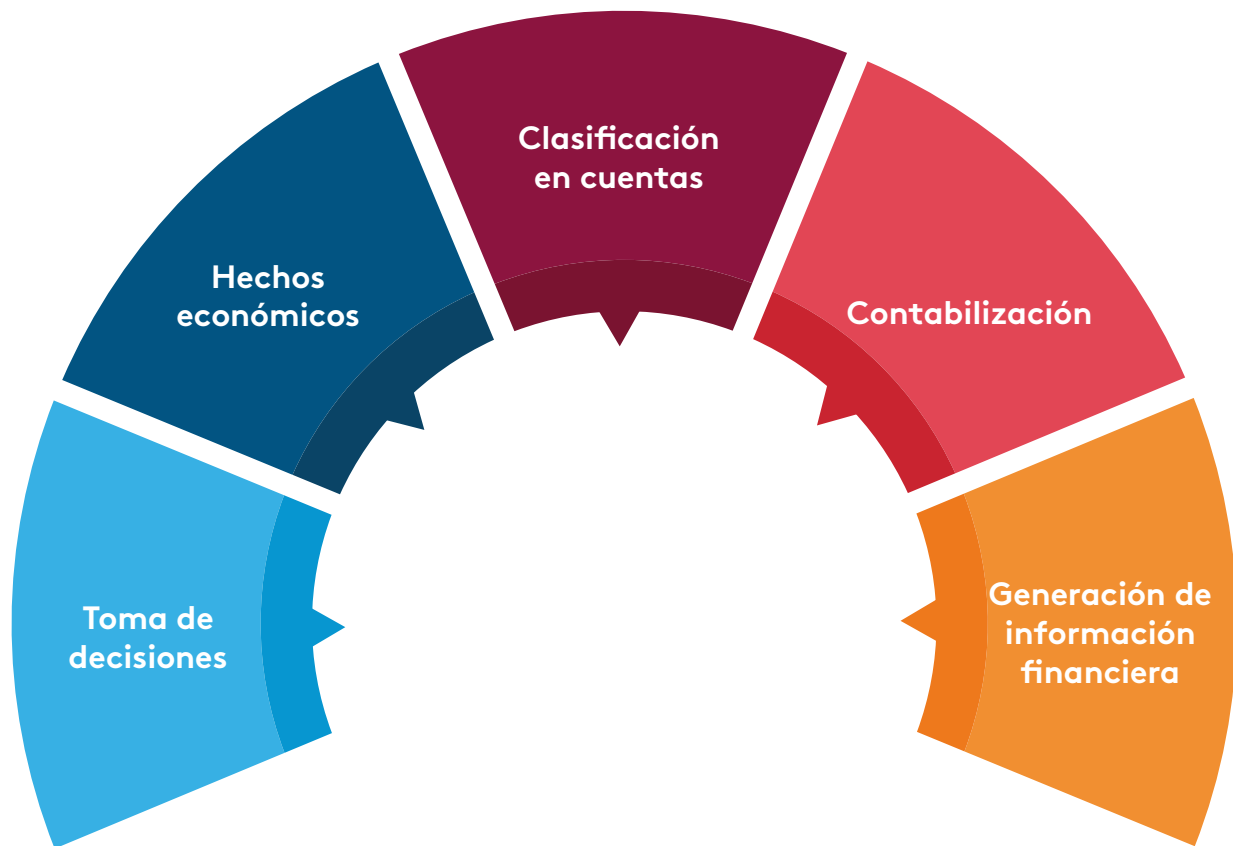 Clasificación
en cuentas
Hechos
económicos
Contabilización
Toma de
decisiones
Generación de
información
financiera